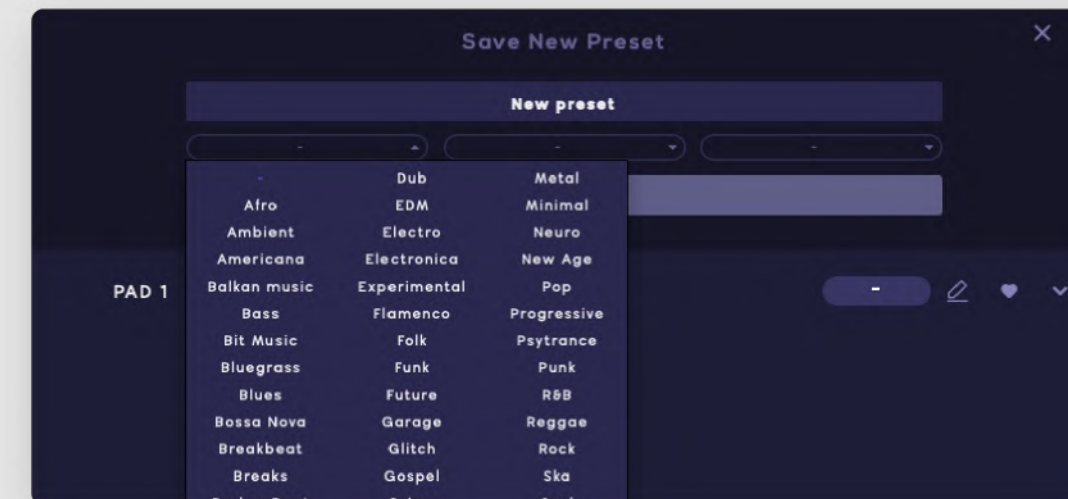 Save New Preset
New preset
- - -
- Dub Metal
Afro EDM Minimal
Ambient Electro Neuro
Americana Electronica New Age
Balkan music Experimental Pop
PAD 1 -
Bass Flamenco Progressive
Bit Music Folk Psytrance
Bluegrass Funk Punk
Blues Future R&B
Bossa Nova Garage Reggae
Breakbeat Glitch Rock
Breaks Gospel Ska